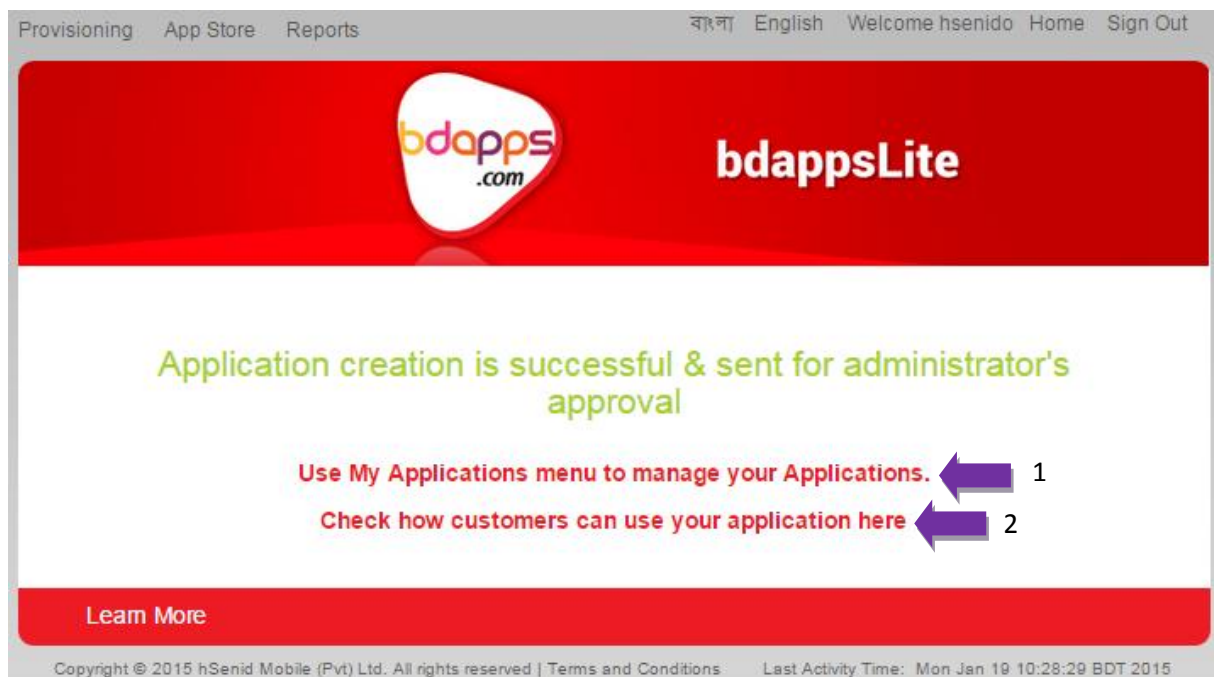 Provisioning App Store Reports বাংলা English Welcome hsenido Home Sign Out
bdapps
.com
bdappsLite
Application creation is successful & sent for administrator's
approval
Use My Applications menu to manage your Applications. 1
Check how customers can use your application here 2
Learn More
Copyright © 2015 hSenid Mobile (Pvt) Ltd. All rights reserved | Terms and Conditions Last Activity Time: Mon Jan 19 10:28:29 BDT 2015